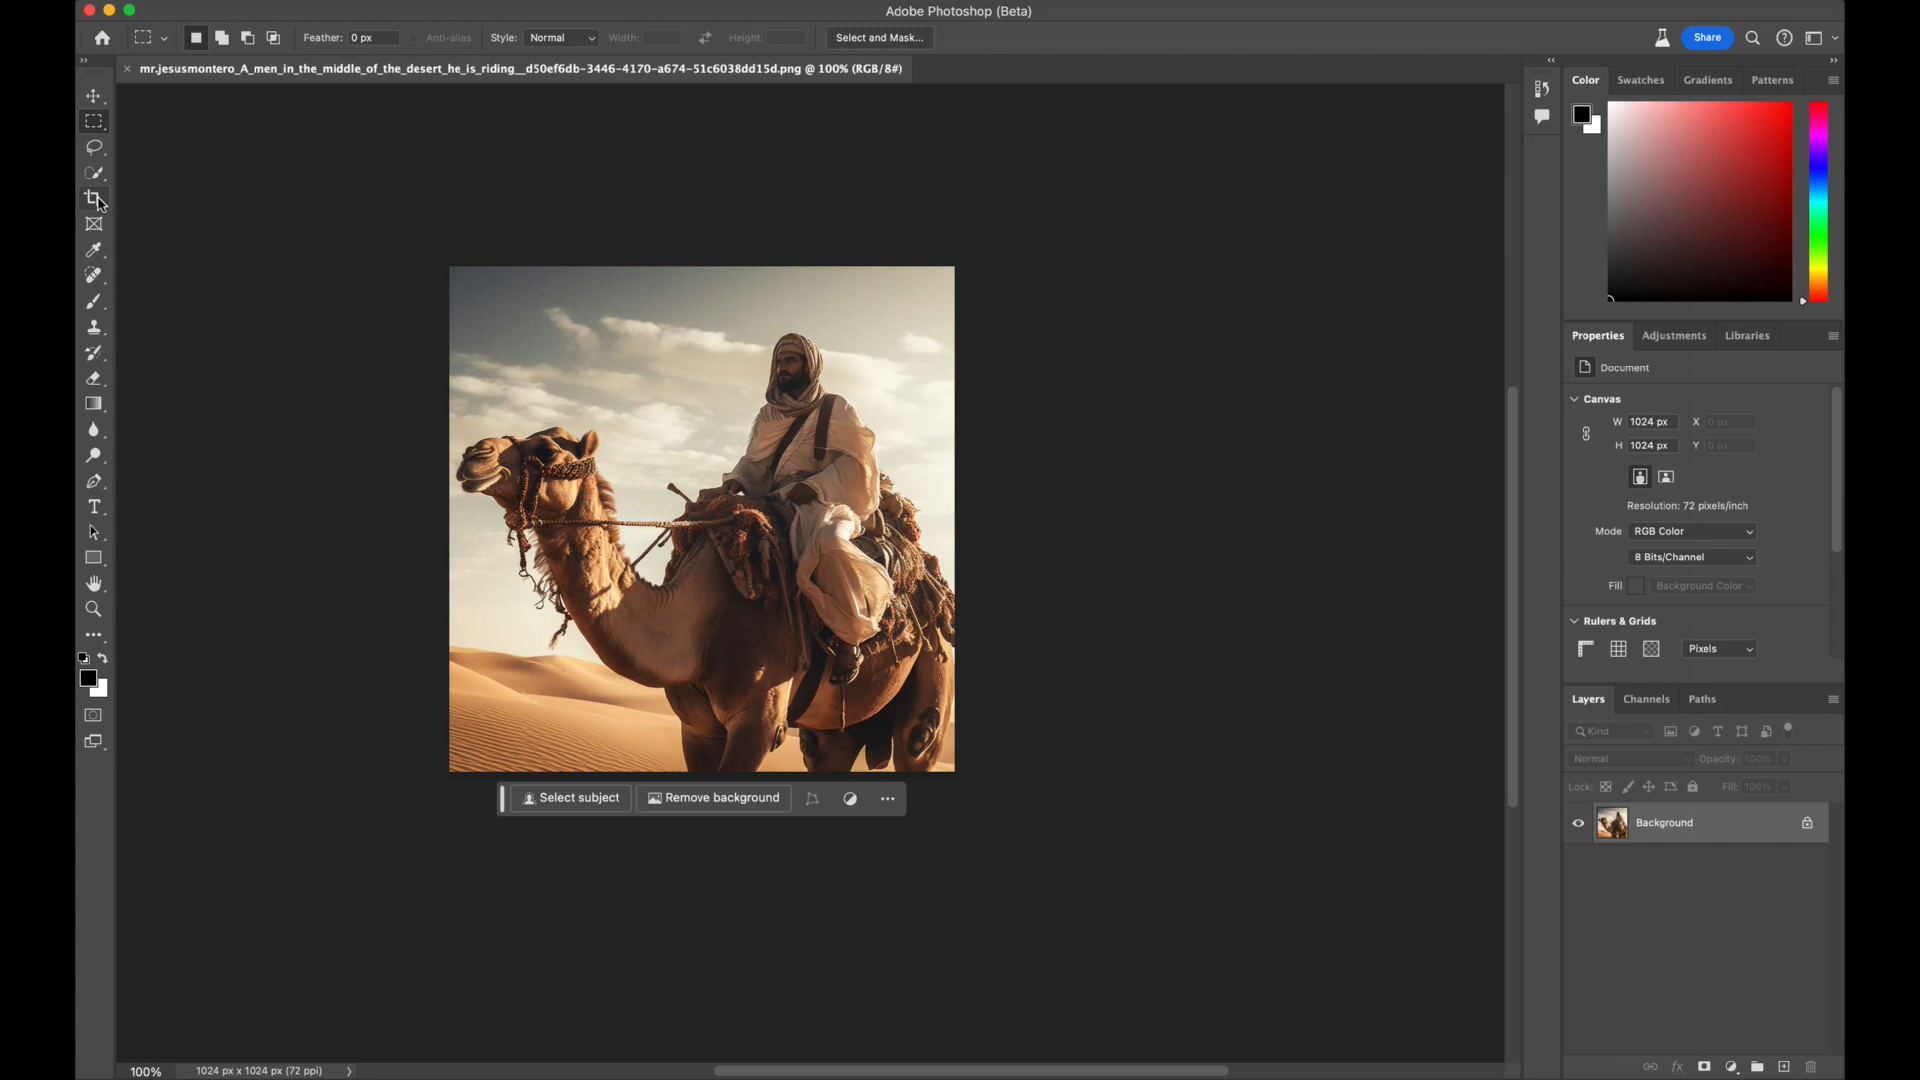 Adobe Photoshop (Beta)
Feather: 0 px Anti-alias Style: Normal Width: Height: Select and Mask... Share
mr.jesusmontero_A_men_in_the_middle_of_the_desert_he_is_riding__d50ef6db-3446-4170-a674-51c6038dd15d.png @ 100% (RGB/8#)
Color Swatches Gradients Patterns
Properties Adjustments Libraries
Document
Canvas
W 1024 px X 0 px
H 1024 px Y 0 px
Resolution: 72 pixels/inch
Mode RGB Color
8 Bits/Channel
Fill Background Color
Rulers & Grids
Pixels
Layers Channels Paths
Kind
Normal Opacity: 100%
Lock: Fill: 100%
Background
Select subject Remove background
100% 1024 px x 1024 px (72 ppi)